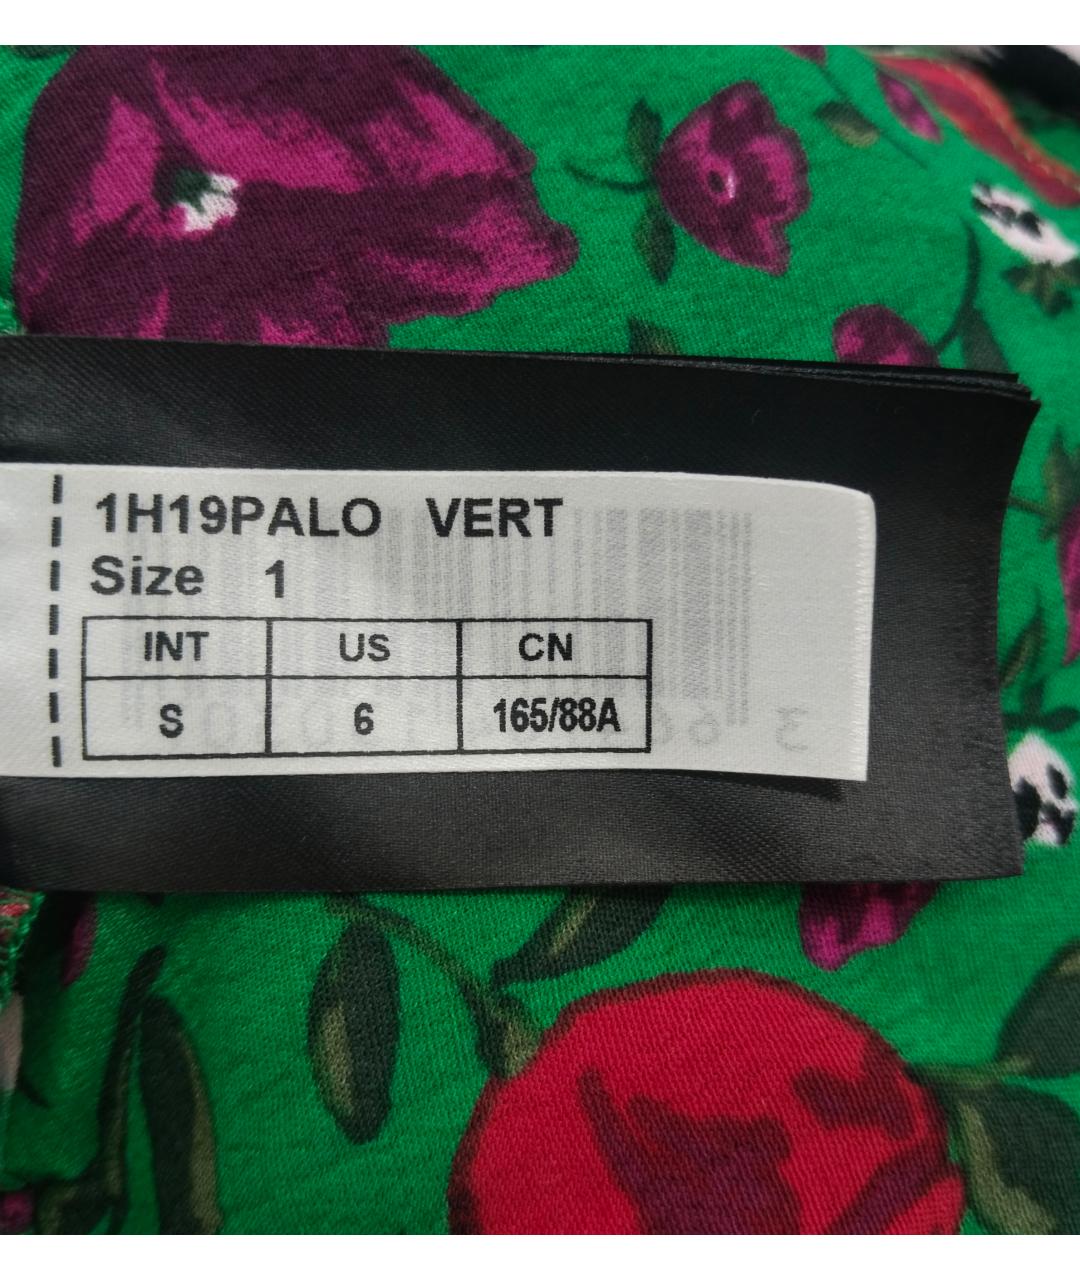 1H19PALO VERT
Size 1
INT US CN
S 6 165/88A